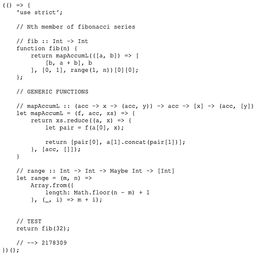 (() => {
'use strict';
// Nth member of fibonacci series
// fib :: Int -> Int
function fib(n) {
return mapAccumL(([a, b]) => [
[b, a + b], b
], [0, 1], range(1, n))[0][0];
};
// GENERIC FUNCTIONS
// mapAccumL :: (acc -> x -> (acc, y)) -> acc -> [x] -> (acc, [y])
let mapAccumL = (f, acc, xs) => {
return xs.reduce((a, x) => {
let pair = f(a[0], x);
return [pair[0], a[1].concat(pair[1])];
}, [acc, []]);
}
// range :: Int -> Int -> Maybe Int -> [Int]
let range = (m, n) =>
Array.from({
length: Math.floor(n - m) + 1
}, (_, i) => m + i);
// TEST
return fib(32);
// --> 2178309
})();